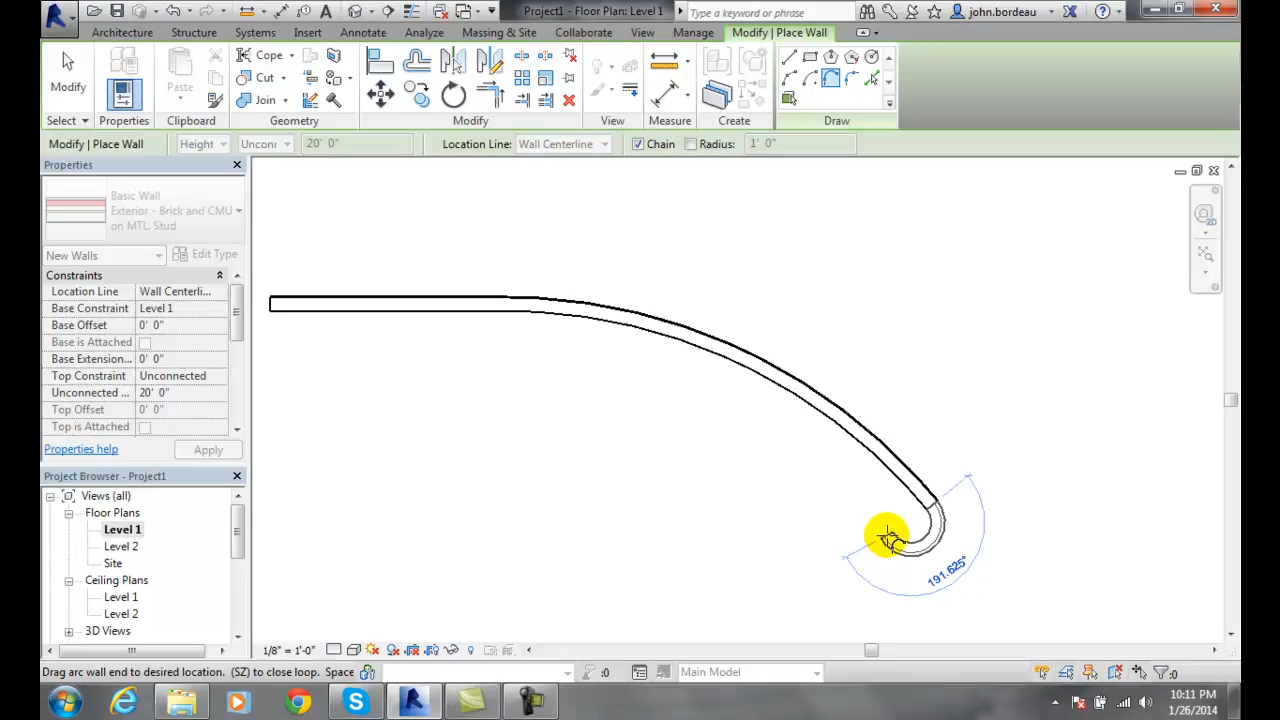 Project1 - Floor Plan: Level 1
Type a keyword or phrase
john.bordeau
Architecture Structure Systems Insert Annotate Analyze Massing & Site Collaborate View Manage Modify | Place Wall
Modify
Paste
Cope
Cut
Join
Select Properties Clipboard Geometry Modify View Measure Create Draw
Modify | Place Wall Height Unconr 20' 0" Location Line: Wall Centerline Chain Radius: 1' 0"
Properties
Basic Wall
Exterior - Brick and CMU
on MTL. Stud
New Walls Edit Type
Constraints
Location Line Wall Centerli...
Base Constraint Level 1
Base Offset 0' 0"
Base is Attached
Base Extension... 0' 0"
Top Constraint Unconnected
Unconnected ... 20' 0"
Top Offset 0' 0"
Top is Attached
Properties help Apply
Project Browser - Project1
Views (all)
Floor Plans
Level 1
Level 2
Site
Ceiling Plans
Level 1
Level 2
3D Views
191.625°
2D
1/8" = 1'-0"
Drag arc wall end to desired location. (SZ) to close loop. Space
:0
Main Model
:0
10:11 PM
1/26/2014